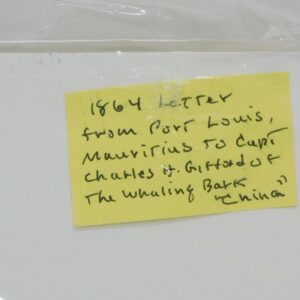 1864 Letter
from Port Louis,
Mauritius To Capt
Charles H. Gifford of
The Whaling Bark
"China"